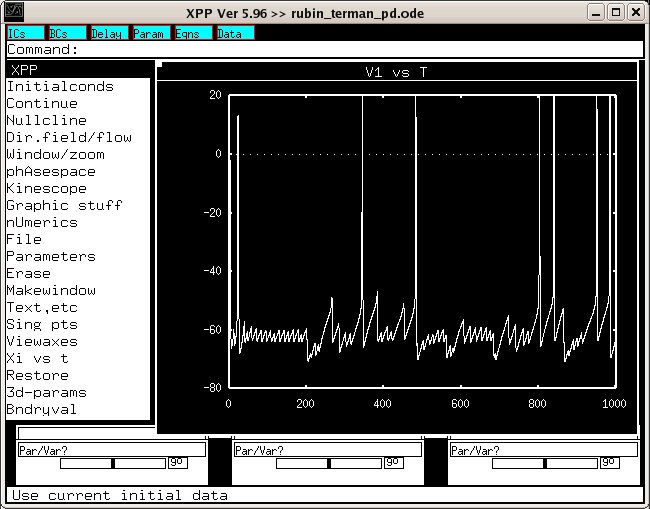 XPP Ver 5.96 >> rubin_terman_pd.ode
ICs BCs Delay Param Eqns Data
Command:
XPP
Initialconds
Continue
Nullcline
Dir.field/flow
Window/zoom
phAsespace
Kinescope
Graphic stuff
nUmerics
File
Parameters
Erase
Makewindow
Text,etc
Sing pts
Viewaxes
Xi vs t
Restore
3d-params
Bndryval
V1 vs T
20
0
-20
-40
-60
-80
0 200 400 600 800 1000
Par/Var? Par/Var? Par/Var?
go go go
Use current initial data